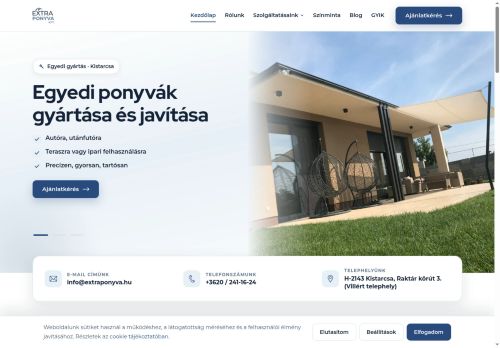 EXTRA
PONYVA
Kezdőlap Rólunk Szolgáltatásaink Színminta Blog GYIK Ajánlatkérés
Egyedi gyártás - Kistarcsa
Egyedi ponyvák
gyártása és javítása
Autóra, utánfutóra
Teraszra vagy ipari felhasználásra
Precízen, gyorsan, tartósan
Ajánlatkérés
E-MAIL CÍMÜNK
info@extraponyva.hu
TELEFONSZÁMUNK
+3620 / 241-16-24
TELEPHELYÜNK
H-2143 Kistarcsa, Raktár körút 3.
(Villért telephely)
Weboldalunk sütiket használ a működéshez, a látogatottság méréséhez és a felhasználói élmény
javításához. Részletek az cookie tájékoztatóban.
Elutasítom Beállítások Elfogadom